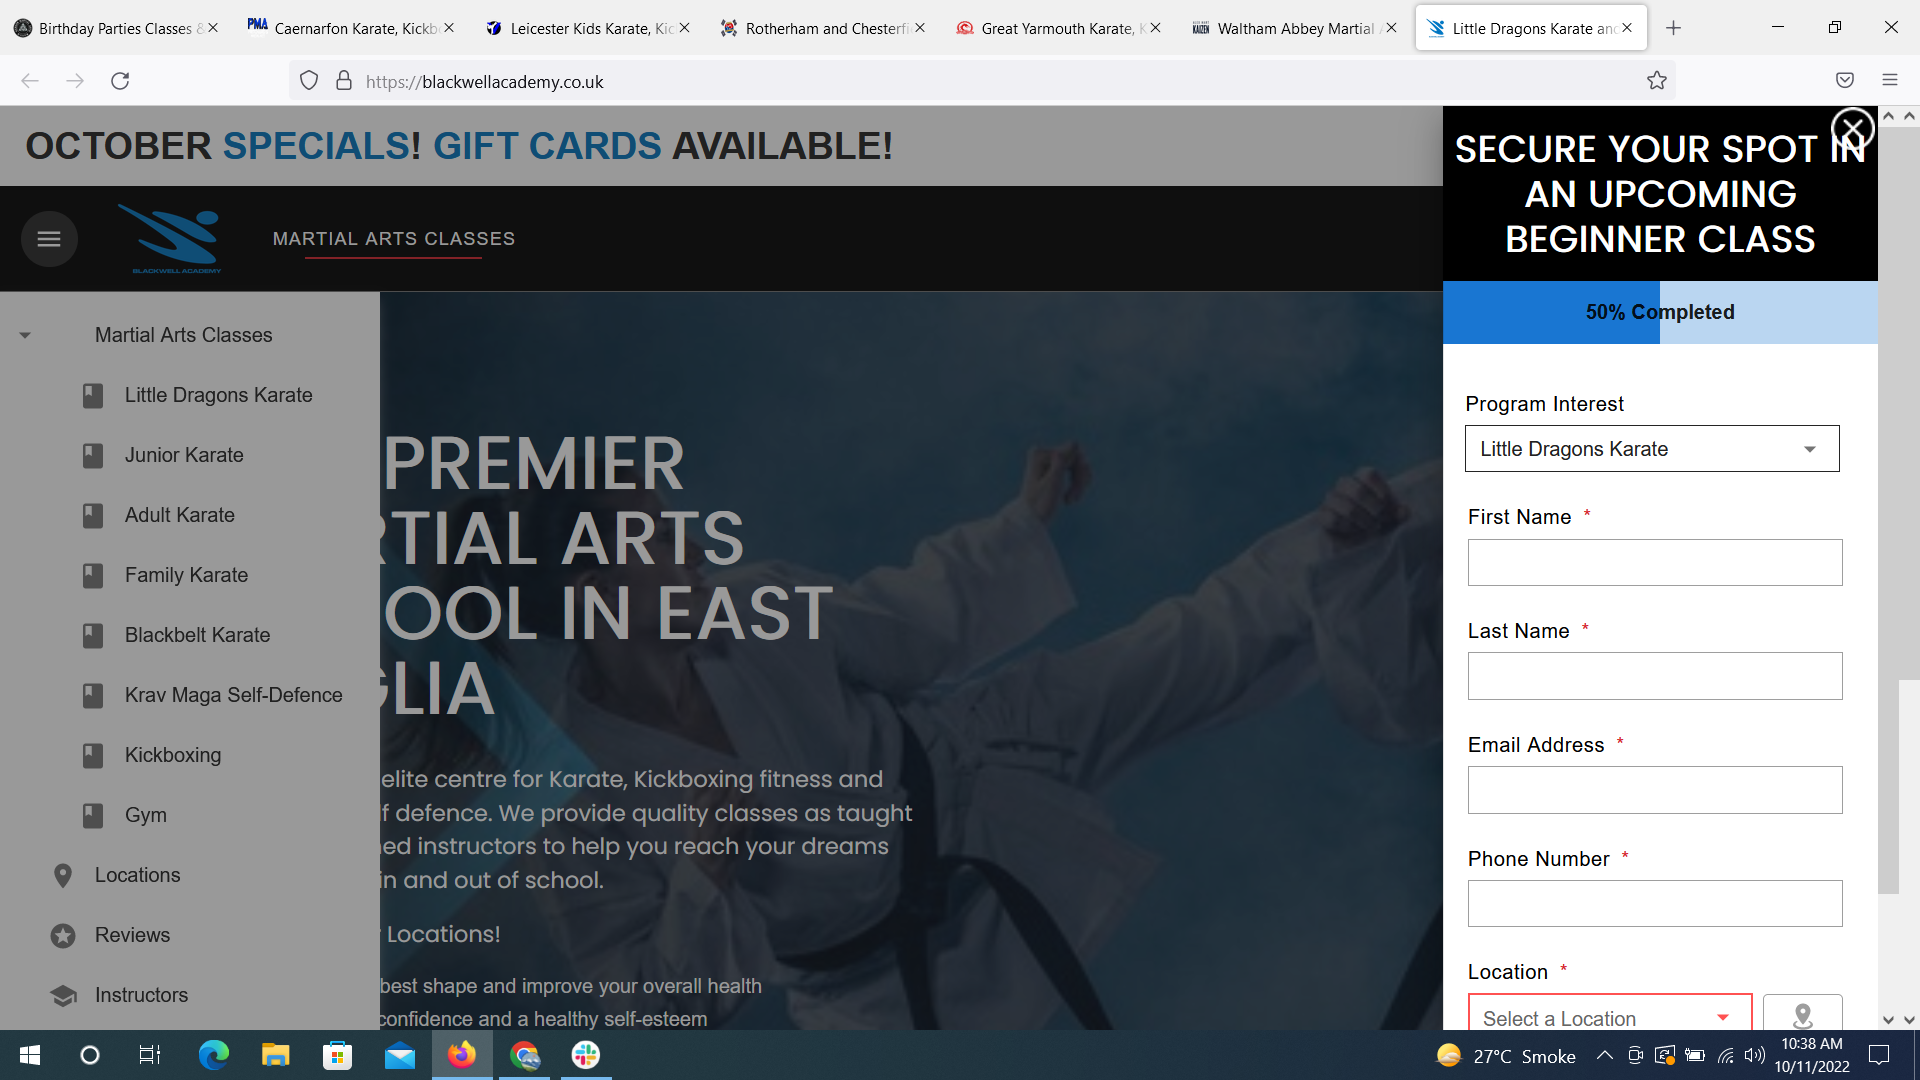 Birthday Parties Classes &
Caernarfon Karate, Kickb
Leicester Kids Karate, Kic
Rotherham and Chesterfi
Great Yarmouth Karate, K
Waltham Abbey Martial A
Little Dragons Karate and
https://blackwellacademy.co.uk
OCTOBER SPECIALS! GIFT CARDS AVAILABLE!
BLACKWELL ACADEMY
MARTIAL ARTS CLASSES
Martial Arts Classes
Little Dragons Karate
Junior Karate
Adult Karate
Family Karate
Blackbelt Karate
Krav Maga Self-Defence
Kickboxing
Gym
Locations
Reviews
Instructors
PREMIER
RTIAL ARTS
OOL IN EAST
GLIA
elite centre for Karate, Kickboxing fitness and
f defence. We provide quality classes as taught
ned instructors to help you reach your dreams
in and out of school.
r Locations!
best shape and improve your overall health
confidence and a healthy self-esteem
SECURE YOUR SPOT IN
AN UPCOMING
BEGINNER CLASS
50% Completed
Program Interest
Little Dragons Karate
First Name *
Last Name *
Email Address *
Phone Number *
Location *
Select a Location
27°C Smoke
10:38 AM
10/11/2022